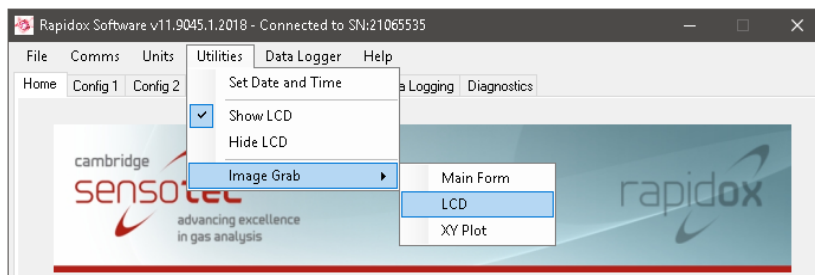 Rapidox Software v11.9045.1.2018 - Connected to SN:21065535
File Comms Units Utilities Data Logger Help
Home Config 1 Config 2 a Logging Diagnostics
Set Date and Time
Show LCD
Hide LCD
Image Grab
Main Form
LCD
XY Plot
cambridge
sensotec
advancing excellence
in gas analysis
rapidox